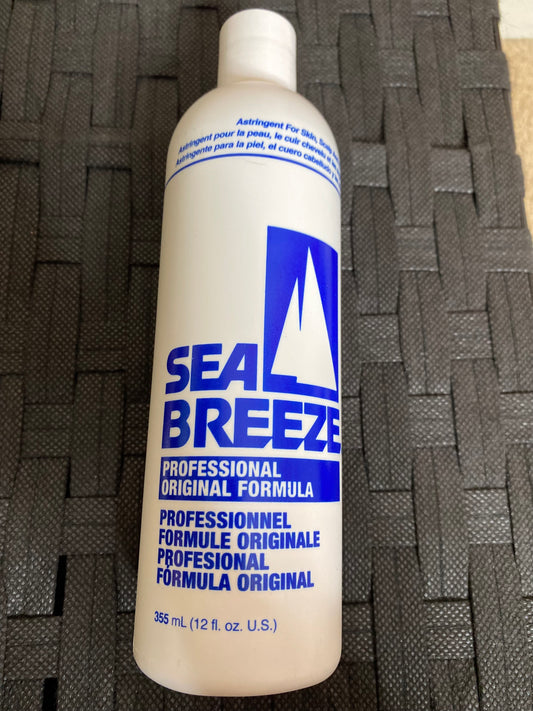 Astringent For Skin, Scalp
Astringent pour la peau, le cuir chevelu et
Astringente para la piel, el cuero cabelludo y
SEA
BREEZE
PROFESSIONAL
ORIGINAL FORMULA
PROFESSIONNEL
FORMULE ORIGINALE
PROFESIONAL
FÓRMULA ORIGINAL
355 mL (12 fl. oz. U.S.)